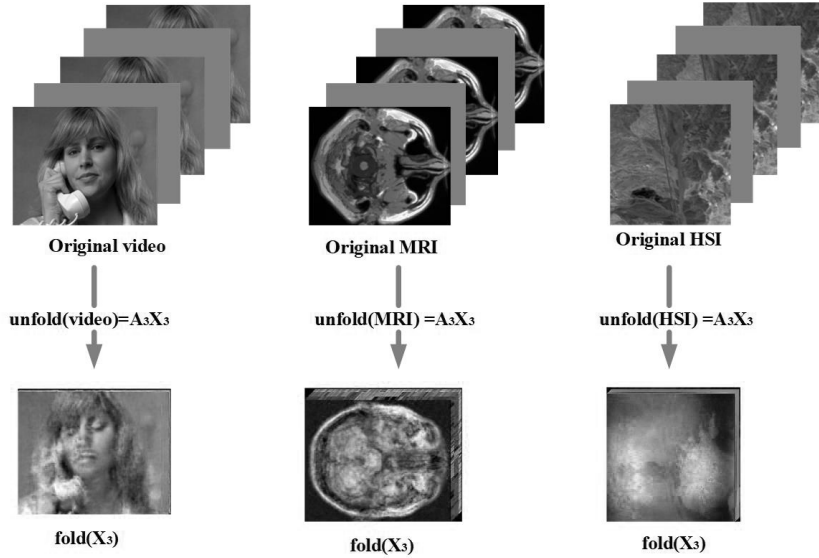 Original video
Original MRI
Original HSI
unfold(video)=A₃X₃
unfold(MRI) =A₃X₃
unfold(HSI) =A₃X₃
fold(X₃)
fold(X₃)
fold(X₃)